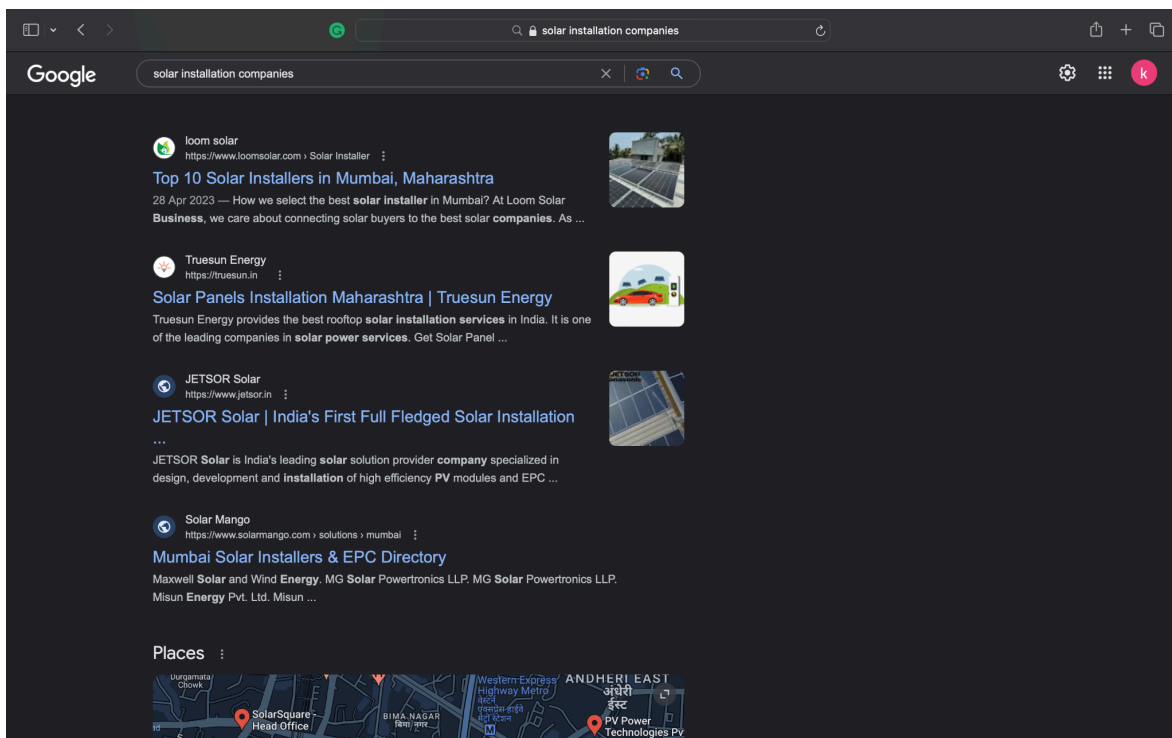 solar installation companies
Google
solar installation companies
k
loom solar
https://www.loomsolar.com › Solar Installer
Top 10 Solar Installers in Mumbai, Maharashtra
28 Apr 2023 — How we select the best solar installer in Mumbai? At Loom Solar
Business, we care about connecting solar buyers to the best solar companies. As ...
Truesun Energy
https://truesun.in
Solar Panels Installation Maharashtra | Truesun Energy
Truesun Energy provides the best rooftop solar installation services in India. It is one
of the leading companies in solar power services. Get Solar Panel ...
JETSOR Solar
https://www.jetsor.in
JETSOR Solar | India's First Full Fledged Solar Installation
...
JETSOR Solar is India's leading solar solution provider company specialized in
design, development and installation of high efficiency PV modules and EPC ...
JETSOR
Panasonic
Solar Mango
https://www.solarmango.com › solutions › mumbai
Mumbai Solar Installers & EPC Directory
Maxwell Solar and Wind Energy. MG Solar Powertronics LLP. MG Solar Powertronics LLP.
Misun Energy Pvt. Ltd. Misun ...
Places
Durgamata
Chowk
SolarSquare -
Head Office
BIMA NAGAR
बिमा नगर
Western Express
Highway Metro
वेस्टर्न
एक्सप्रेस-हाईवे
मेट्रो स्टेशन
M
ANDHERI EAST
अंधेरी
ईस्ट
PV Power
Technologies Pv